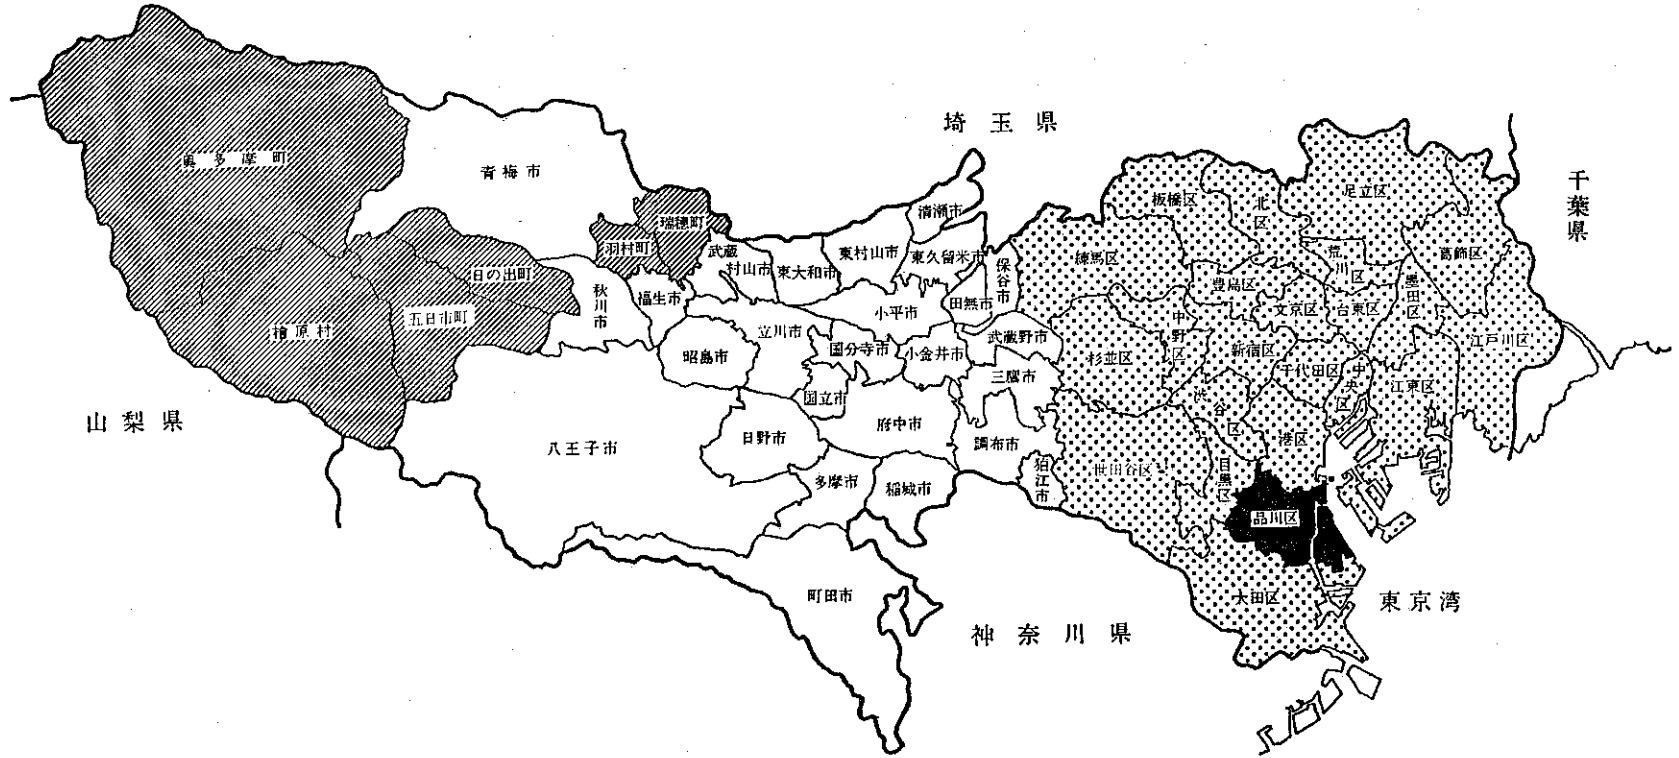 埼玉県
千葉県
山梨県
神奈川県
東京湾
奥多摩町
青梅市
瑞穂町
羽村町
日の出町
五日市町
檜原村
秋川市
福生市
武蔵
村山市
東大和市
東村山市
清瀬市
東久留米市
保谷市
田無市
小平市
立川市
昭島市
国分寺市
小金井市
武蔵野市
三鷹市
国立市
府中市
調布市
狛江市
日野市
八王子市
多摩市
稲城市
町田市
板橋区
北区
足立区
葛飾区
荒川区
墨田区
練馬区
豊島区
文京区
台東区
江戸川区
中野区
杉並区
新宿区
千代田区
中央区
江東区
渋谷区
港区
世田谷区
目黒区
品川区
大田区